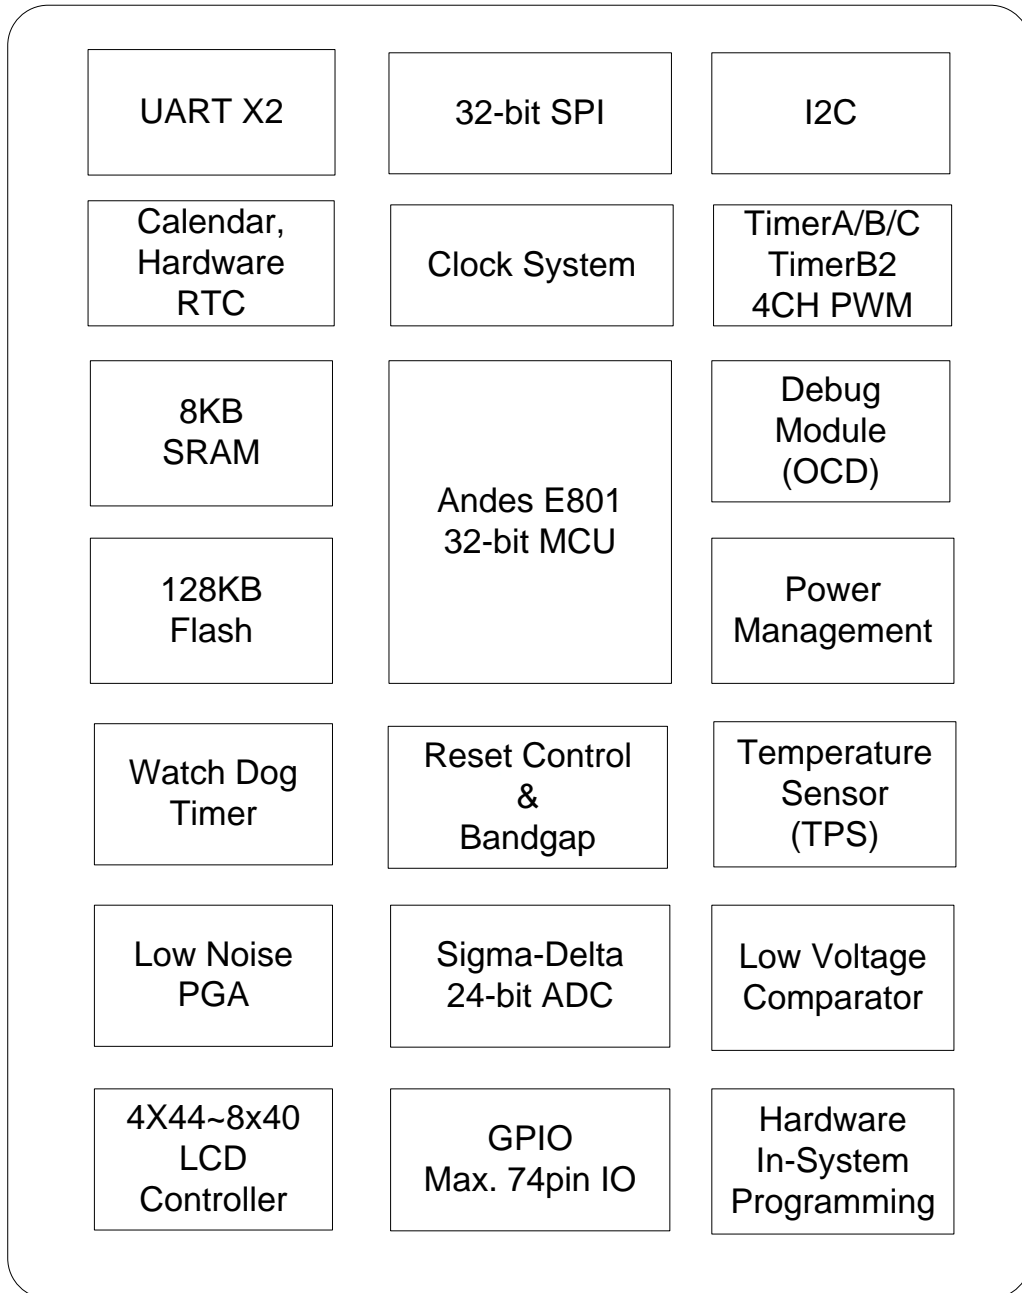 UART X2
32-bit SPI
I2C
Calendar,
Hardware
RTC
Clock System
TimerA/B/C
TimerB2
4CH PWM
8KB
SRAM
Andes E801
32-bit MCU
Debug
Module
(OCD)
128KB
Flash
Power
Management
Watch Dog
Timer
Reset Control
&
Bandgap
Temperature
Sensor
(TPS)
Low Noise
PGA
Sigma-Delta
24-bit ADC
Low Voltage
Comparator
4X44~8x40
LCD
Controller
GPIO
Max. 74pin IO
Hardware
In-System
Programming